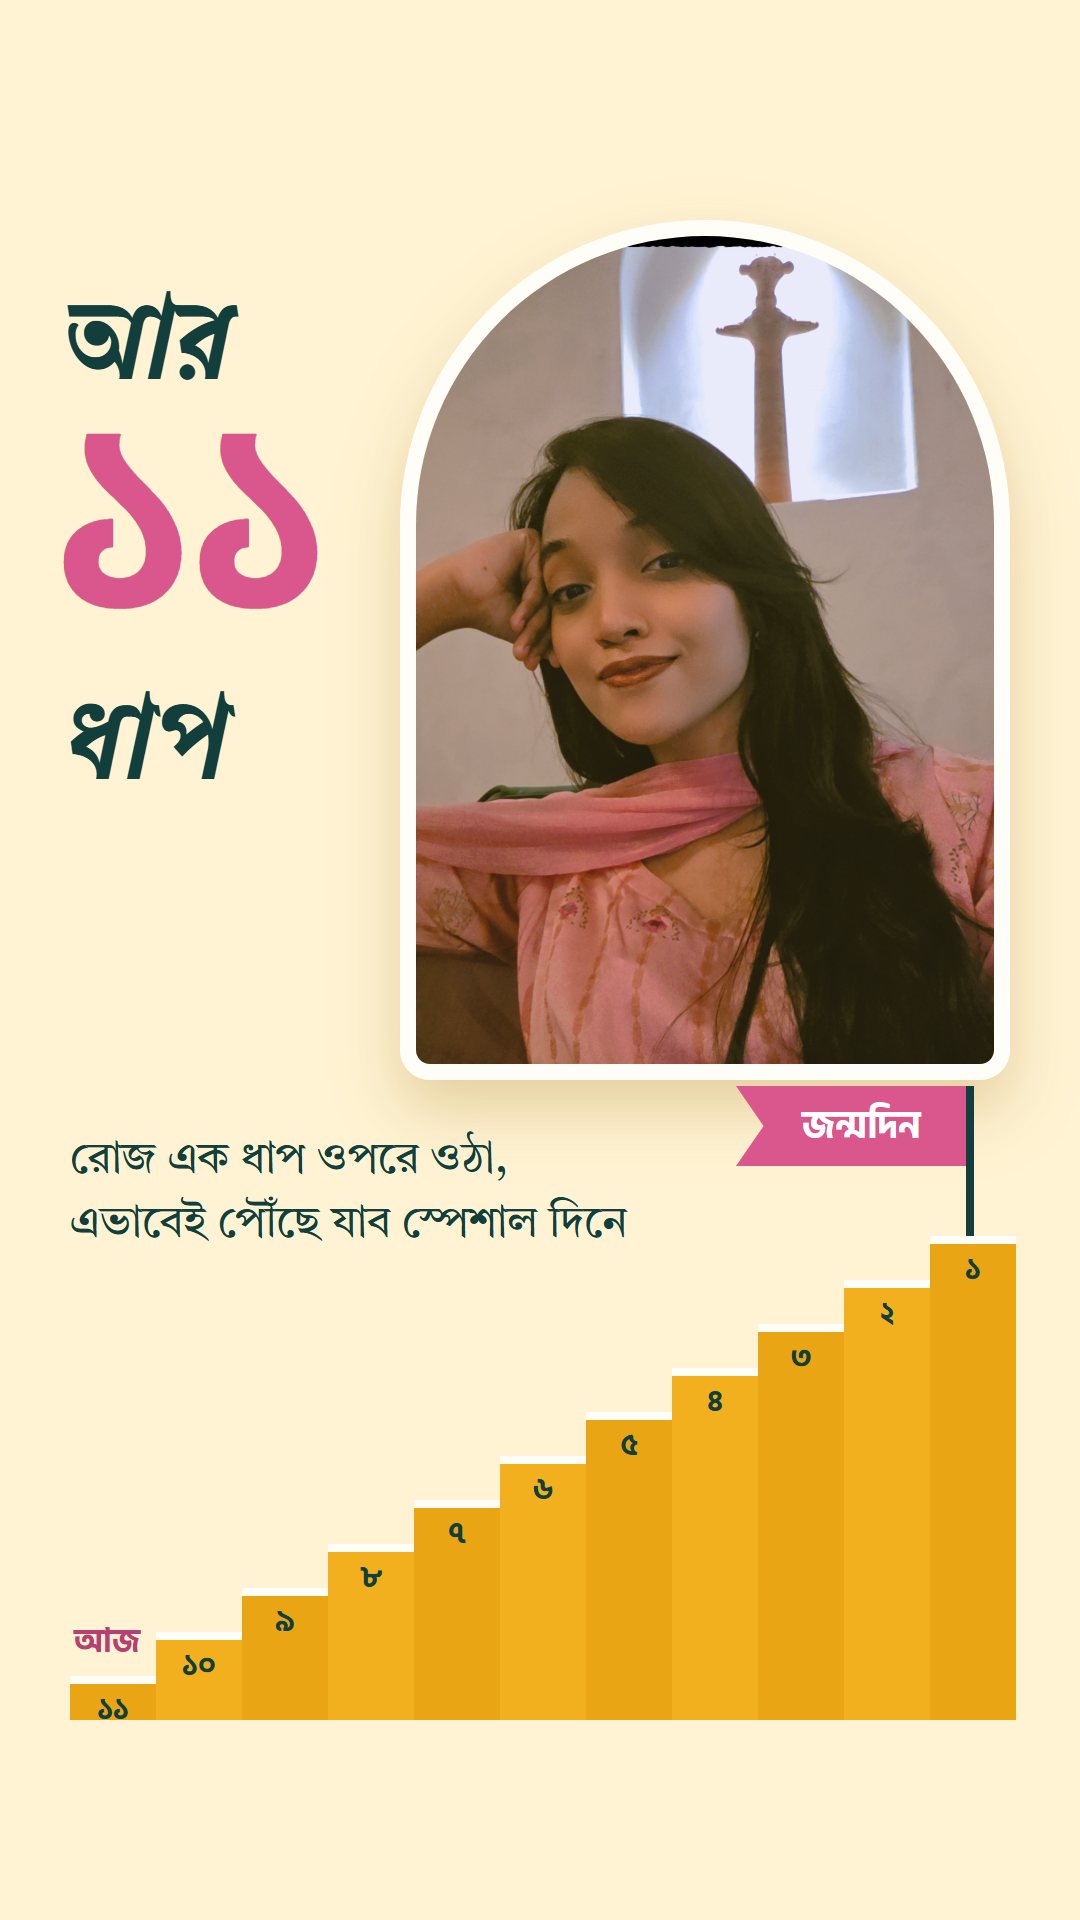 আর
১১
ধাপ
জন্মদিন
রোজ এক ধাপ ওপরে ওঠা,
এভাবেই পৌঁছে যাব স্পেশাল দিনে
১
২
৩
৪
৫
৬
৭
৮
৯
আজ
১০
১১